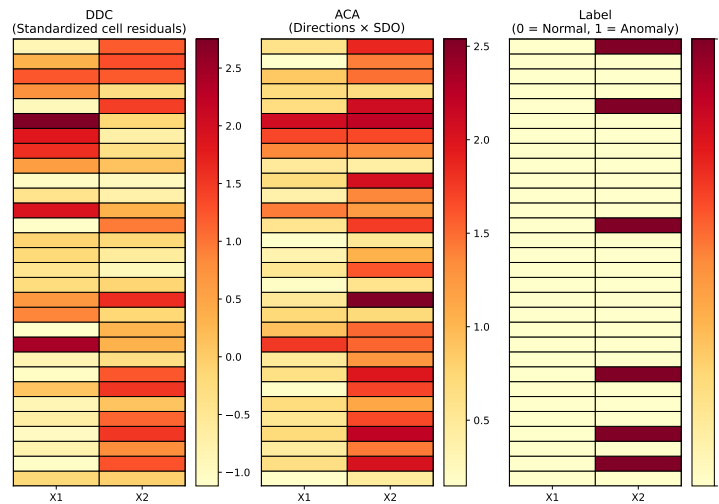 DDC
(Standardized cell residuals)
ACA
(Directions × SDO)
Label
(0 = Normal, 1 = Anomaly)
2.5
2.0
1.5
1.0
0.5
0.0
−0.5
−1.0
2.5
2.0
1.5
1.0
0.5
X1
X2
X1
X2
X1
X2